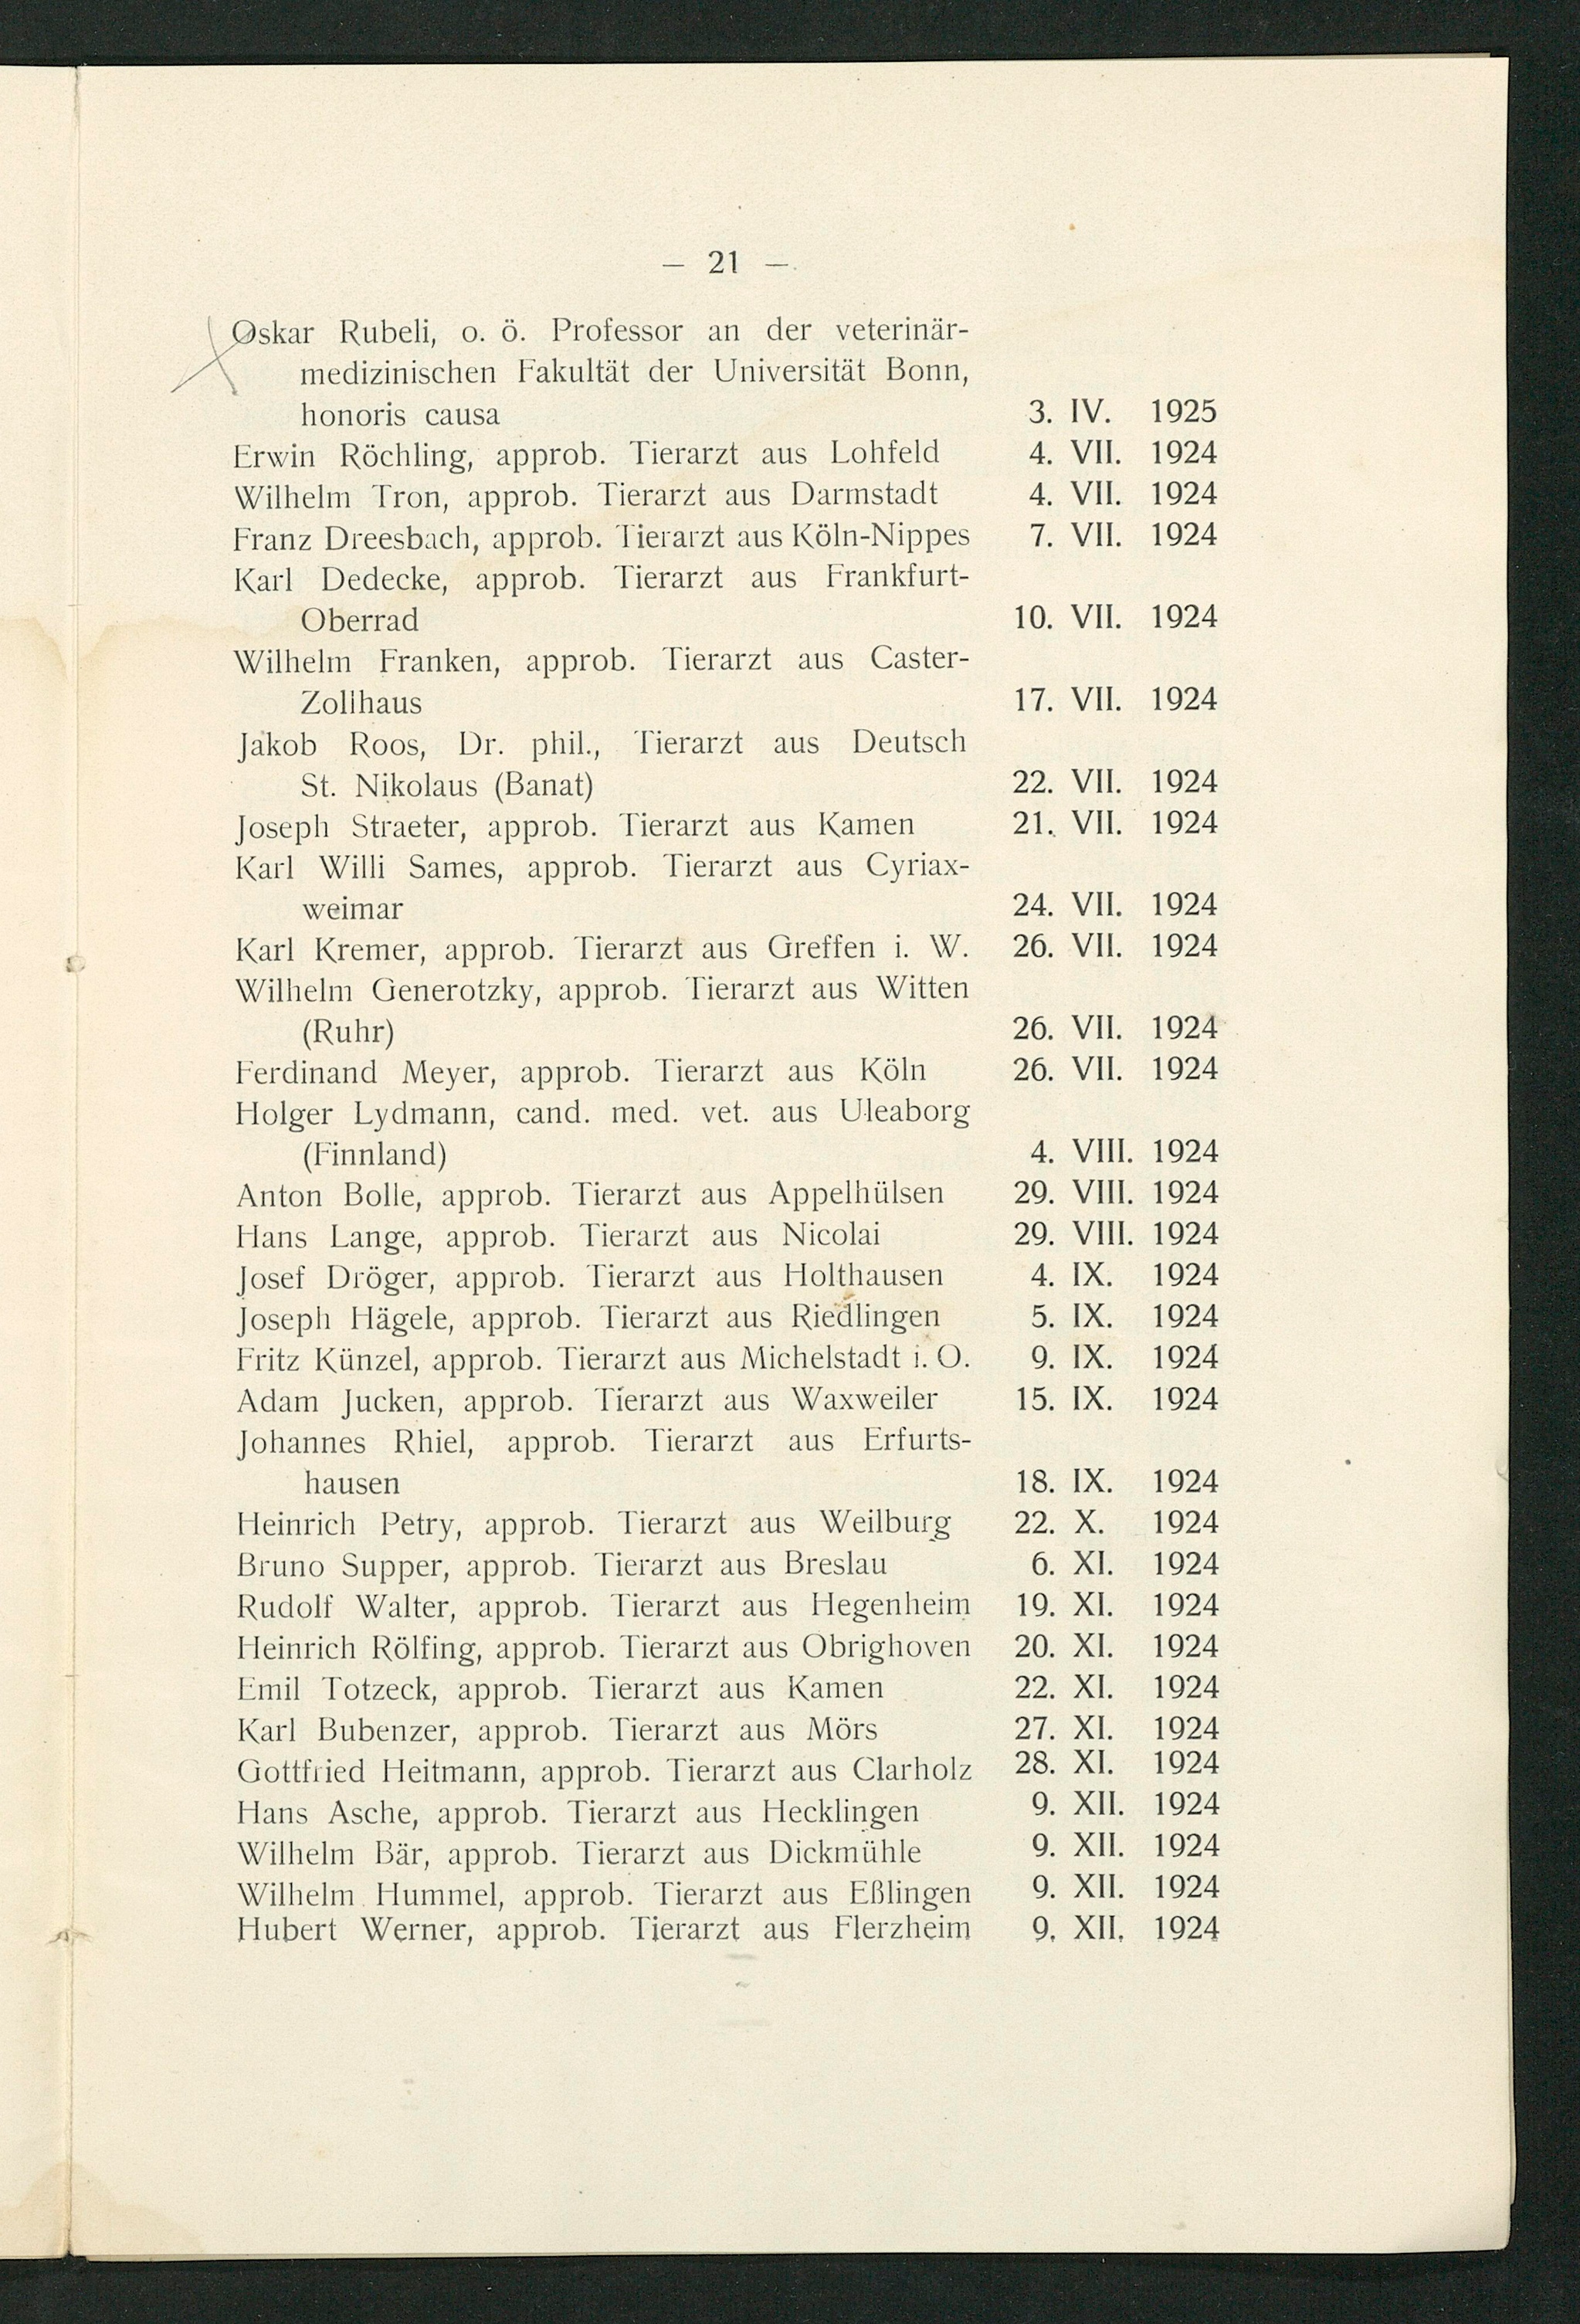 — 21 —
Oskar Rubeli, o. ö. Professor an der veterinär-
medizinischen Fakultät der Universität Bonn,
honoris causa 3. IV. 1925
Erwin Röchling, approb. Tierarzt aus Lohfeld 4. VII. 1924
Wilhelm Tron, approb. Tierarzt aus Darmstadt 4. VII. 1924
Franz Dreesbach, approb. Tierarzt aus Köln-Nippes 7. VII. 1924
Karl Dedecke, approb. Tierarzt aus Frankfurt-
Oberrad 10. VII. 1924
Wilhelm Franken, approb. Tierarzt aus Caster-
Zollhaus 17. VII. 1924
Jakob Roos, Dr. phil., Tierarzt aus Deutsch
St. Nikolaus (Banat) 22. VII. 1924
Joseph Straeter, approb. Tierarzt aus Kamen 21. VII. 1924
Karl Willi Sames, approb. Tierarzt aus Cyriax-
weimar 24. VII. 1924
Karl Kremer, approb. Tierarzt aus Greffen i. W. 26. VII. 1924
Wilhelm Generotzky, approb. Tierarzt aus Witten
(Ruhr) 26. VII. 1924
Ferdinand Meyer, approb. Tierarzt aus Köln 26. VII. 1924
Holger Lydmann, cand. med. vet. aus Uleaborg
(Finnland) 4. VIII. 1924
Anton Bolle, approb. Tierarzt aus Appelhülsen 29. VIII. 1924
Hans Lange, approb. Tierarzt aus Nicolai 29. VIII. 1924
Josef Dröger, approb. Tierarzt aus Holthausen 4. IX. 1924
Joseph Hägele, approb. Tierarzt aus Riedlingen 5. IX. 1924
Fritz Künzel, approb. Tierarzt aus Michelstadt i. O. 9. IX. 1924
Adam Jucken, approb. Tierarzt aus Waxweiler 15. IX. 1924
Johannes Rhiel, approb. Tierarzt aus Erfurts-
hausen 18. IX. 1924
Heinrich Petry, approb. Tierarzt aus Weilburg 22. X. 1924
Bruno Supper, approb. Tierarzt aus Breslau 6. XI. 1924
Rudolf Walter, approb. Tierarzt aus Hegenheim 19. XI. 1924
Heinrich Rölfing, approb. Tierarzt aus Obrighoven 20. XI. 1924
Emil Totzeck, approb. Tierarzt aus Kamen 22. XI. 1924
Karl Bubenzer, approb. Tierarzt aus Mörs 27. XI. 1924
Gottfried Heitmann, approb. Tierarzt aus Clarholz 28. XI. 1924
Hans Asche, approb. Tierarzt aus Hecklingen 9. XII. 1924
Wilhelm Bär, approb. Tierarzt aus Dickmühle 9. XII. 1924
Wilhelm Hummel, approb. Tierarzt aus Eßlingen 9. XII. 1924
Hubert Werner, approb. Tierarzt aus Flerzheim 9. XII. 1924